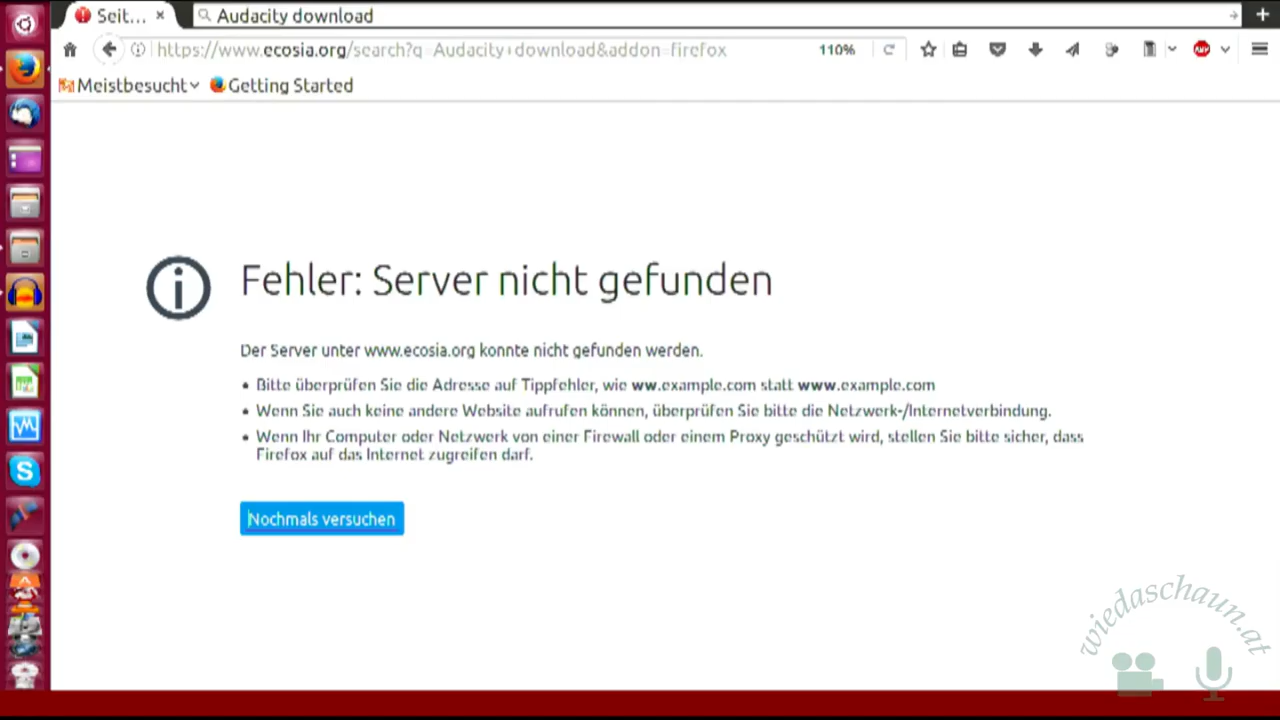 Seit...
Audacity download
https://www.ecosia.org/search?q=Audacity+download&addon=firefox
110%
ABP
Meistbesucht
Getting Started
Fehler: Server nicht gefunden
Der Server unter www.ecosia.org konnte nicht gefunden werden.
Bitte überprüfen Sie die Adresse auf Tippfehler, wie ww.example.com statt www.example.com
Wenn Sie auch keine andere Website aufrufen können, überprüfen Sie bitte die Netzwerk-/Internetverbindung.
Wenn Ihr Computer oder Netzwerk von einer Firewall oder einem Proxy geschützt wird, stellen Sie bitte sicher, dass
Firefox auf das Internet zugreifen darf.
Nochmals versuchen
wiedaschaun.at